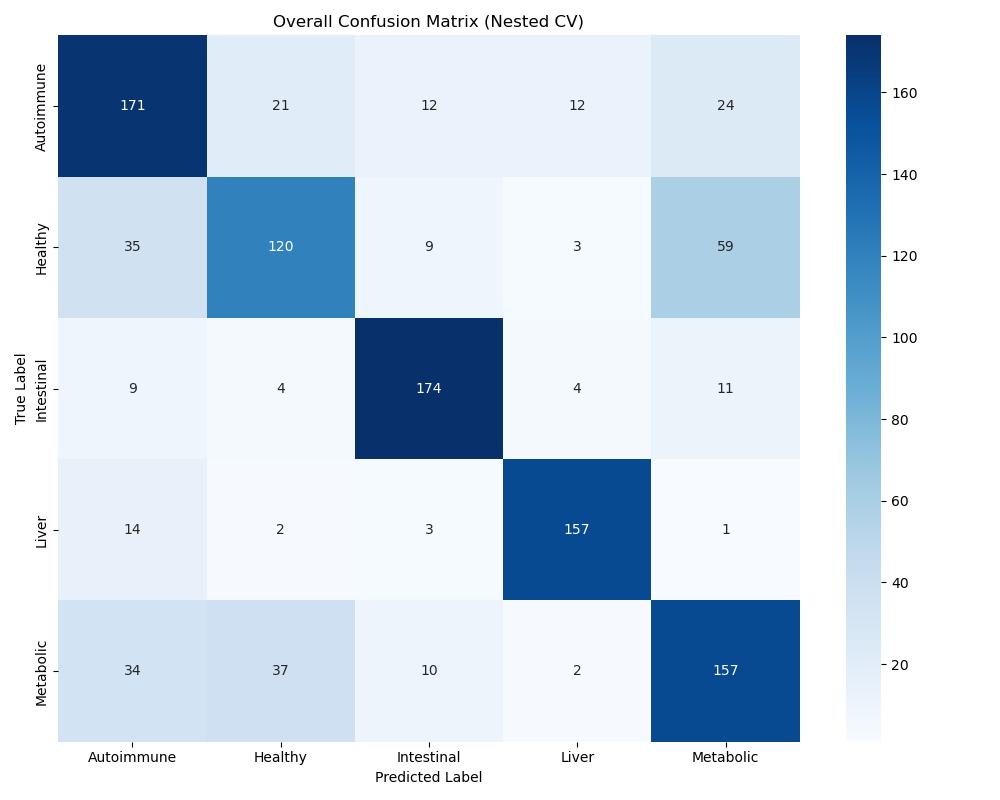 Overall Confusion Matrix (Nested CV)
True Label
Autoimmune 171 21 12 12 24
Healthy 35 120 9 3 59
Intestinal 9 4 174 4 11
Liver 14 2 3 157 1
Metabolic 34 37 10 2 157
Autoimmune Healthy Intestinal Liver Metabolic
Predicted Label
160
140
120
100
80
60
40
20